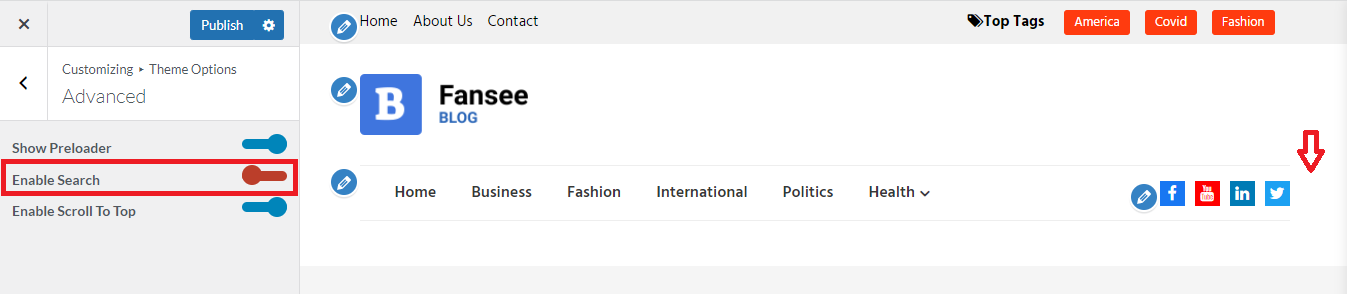 Publish
Customizing ▸ Theme Options
Advanced
Show Preloader
Enable Search
Enable Scroll To Top
Home About Us Contact
Top Tags America Covid Fashion
B Fansee
BLOG
Home Business Fashion International Politics Health
f You Tube in